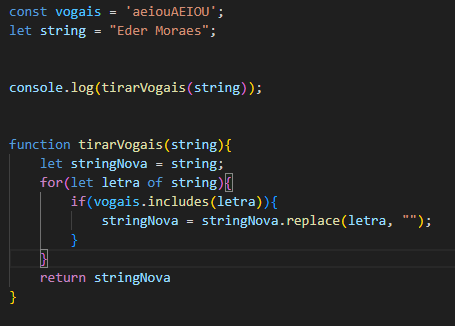 const vogais = 'aeiouAEIOU';
let string = "Eder Moraes";
console.log(tirarVogais(string));
function tirarVogais(string){
let stringNova = string;
for(let letra of string){
if(vogais.includes(letra)){
stringNova = stringNova.replace(letra, "");
}
}
return stringNova
}